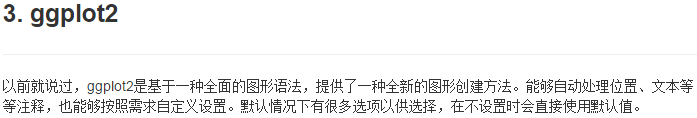 3. ggplot2
以前就说过，ggplot2是基于一种全面的图形语法，提供了一种全新的图形创建方法。能够自动处理位置、文本等
等注释，也能够按照需求自定义设置。默认情况下有很多选项以供选择，在不设置时会直接使用默认值。